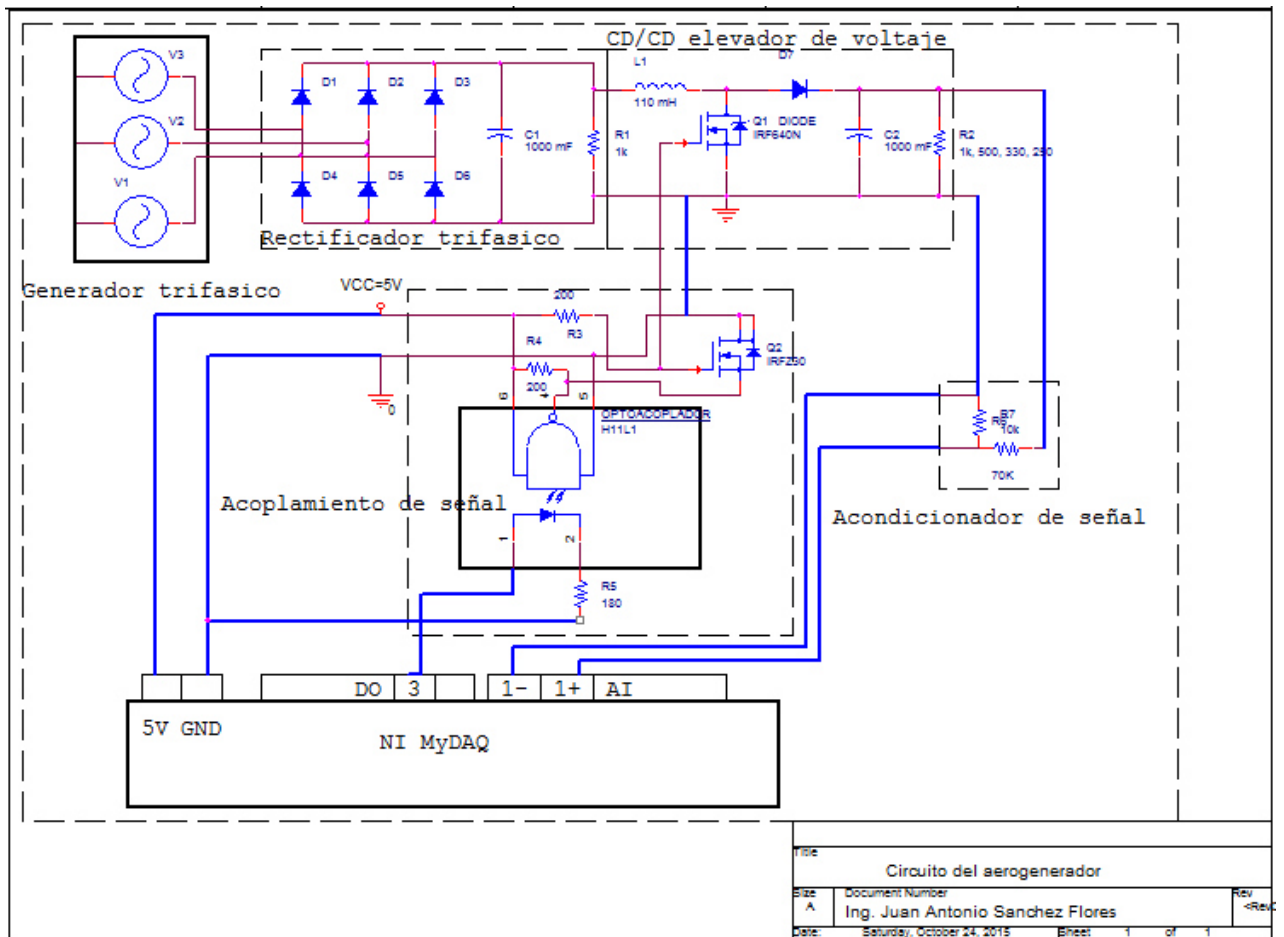 CD/CD elevador de voltaje
V3
V2
V1
D1
D2
D3
D4
D5
D6
C1
1000 mF
R1
1k
L1
110 mH
D7
Q1 DIODE
IRF640N
C2
1000 mF
R2
1k, 500, 330, 250
Rectificador trifasico
Generador trifasico
VCC=5V
200
R3
R4
200
Q2
IRFZ30
0
6
4
5
OPTOACOPLADOR
H11L1
Acoplamiento de señal
1
2
R5
180
R7
10k
70K
Acondicionador de señal
DO
3
1-
1+
AI
5V GND
NI MyDAQ
Title
Circuito del aerogenerador
Size
A
Document Number
Ing. Juan Antonio Sanchez Flores
Rev
Date:
Saturday, October 24, 2015
Sheet
1
of
1